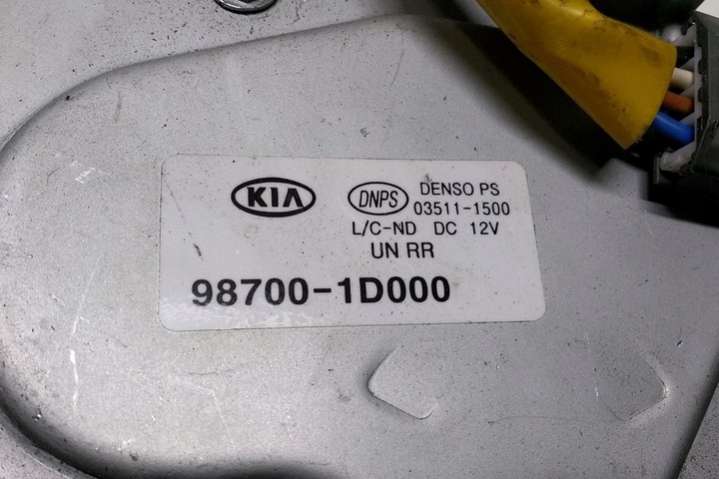 KIA
DNPS
DENSO PS
03511-1500
L/C-ND DC 12V
UN RR
98700-1D000